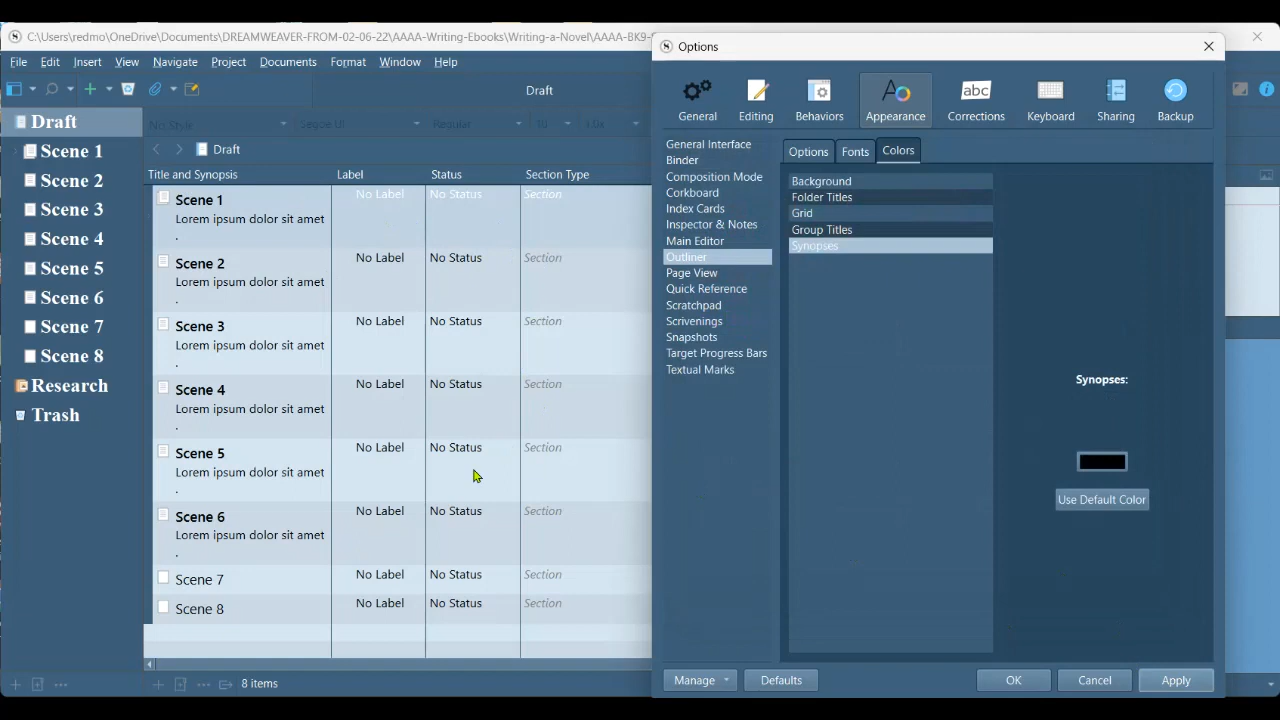 C:\Users\redmo\OneDrive\Documents\DREAMWEAVER-FROM-02-06-22\AAAA-Writing-Ebooks\Writing-a-Novel\AAAA-BK9-
File Edit Insert View Navigate Project Documents Format Window Help
Draft
No Style Segoe UI Regular 10 1.0x
Draft
Scene 1
Scene 2
Scene 3
Scene 4
Scene 5
Scene 6
Scene 7
Scene 8
Research
Trash
Draft
Title and Synopsis Label Status Section Type
Scene 1 No Label No Status Section
Lorem ipsum dolor sit amet
.
Scene 2 No Label No Status Section
Lorem ipsum dolor sit amet
.
Scene 3 No Label No Status Section
Lorem ipsum dolor sit amet
.
Scene 4 No Label No Status Section
Lorem ipsum dolor sit amet
.
Scene 5 No Label No Status Section
Lorem ipsum dolor sit amet
.
Scene 6 No Label No Status Section
Lorem ipsum dolor sit amet
.
Scene 7 No Label No Status Section
Scene 8 No Label No Status Section
8 items
Options
abc
General Editing Behaviors Appearance Corrections Keyboard Sharing Backup
General Interface
Binder
Composition Mode
Corkboard
Index Cards
Inspector & Notes
Main Editor
Outliner
Page View
Quick Reference
Scratchpad
Scrivenings
Snapshots
Target Progress Bars
Textual Marks
Options Fonts Colors
Background
Folder Titles
Grid
Group Titles
Synopses
Synopses:
Use Default Color
Manage Defaults OK Cancel Apply